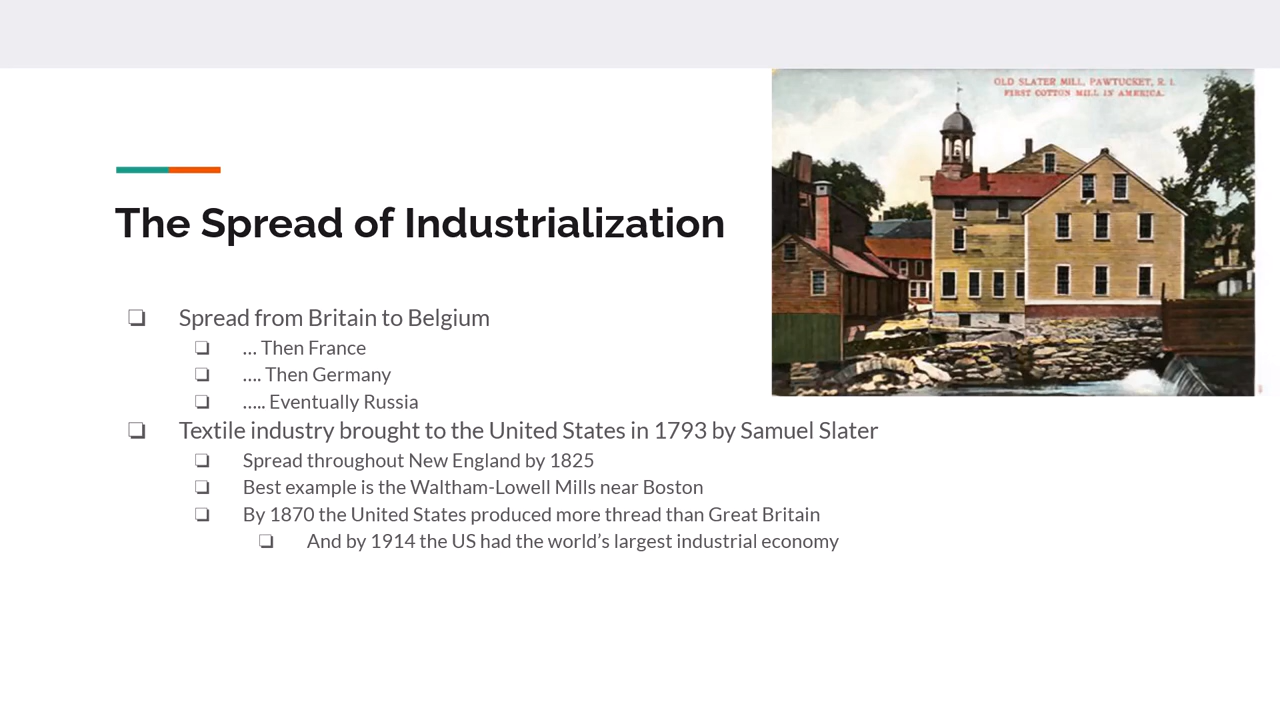 OLD SLATER MILL, PAWTUCKET, R. I.
FIRST COTTON MILL IN AMERICA.
The Spread of Industrialization
❏ Spread from Britain to Belgium
❏ ... Then France
❏ .... Then Germany
❏ ..... Eventually Russia
❏ Textile industry brought to the United States in 1793 by Samuel Slater
❏ Spread throughout New England by 1825
❏ Best example is the Waltham-Lowell Mills near Boston
❏ By 1870 the United States produced more thread than Great Britain
❏ And by 1914 the US had the world’s largest industrial economy